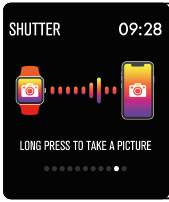 SHUTTER 09:28
LONG PRESS TO TAKE A PICTURE